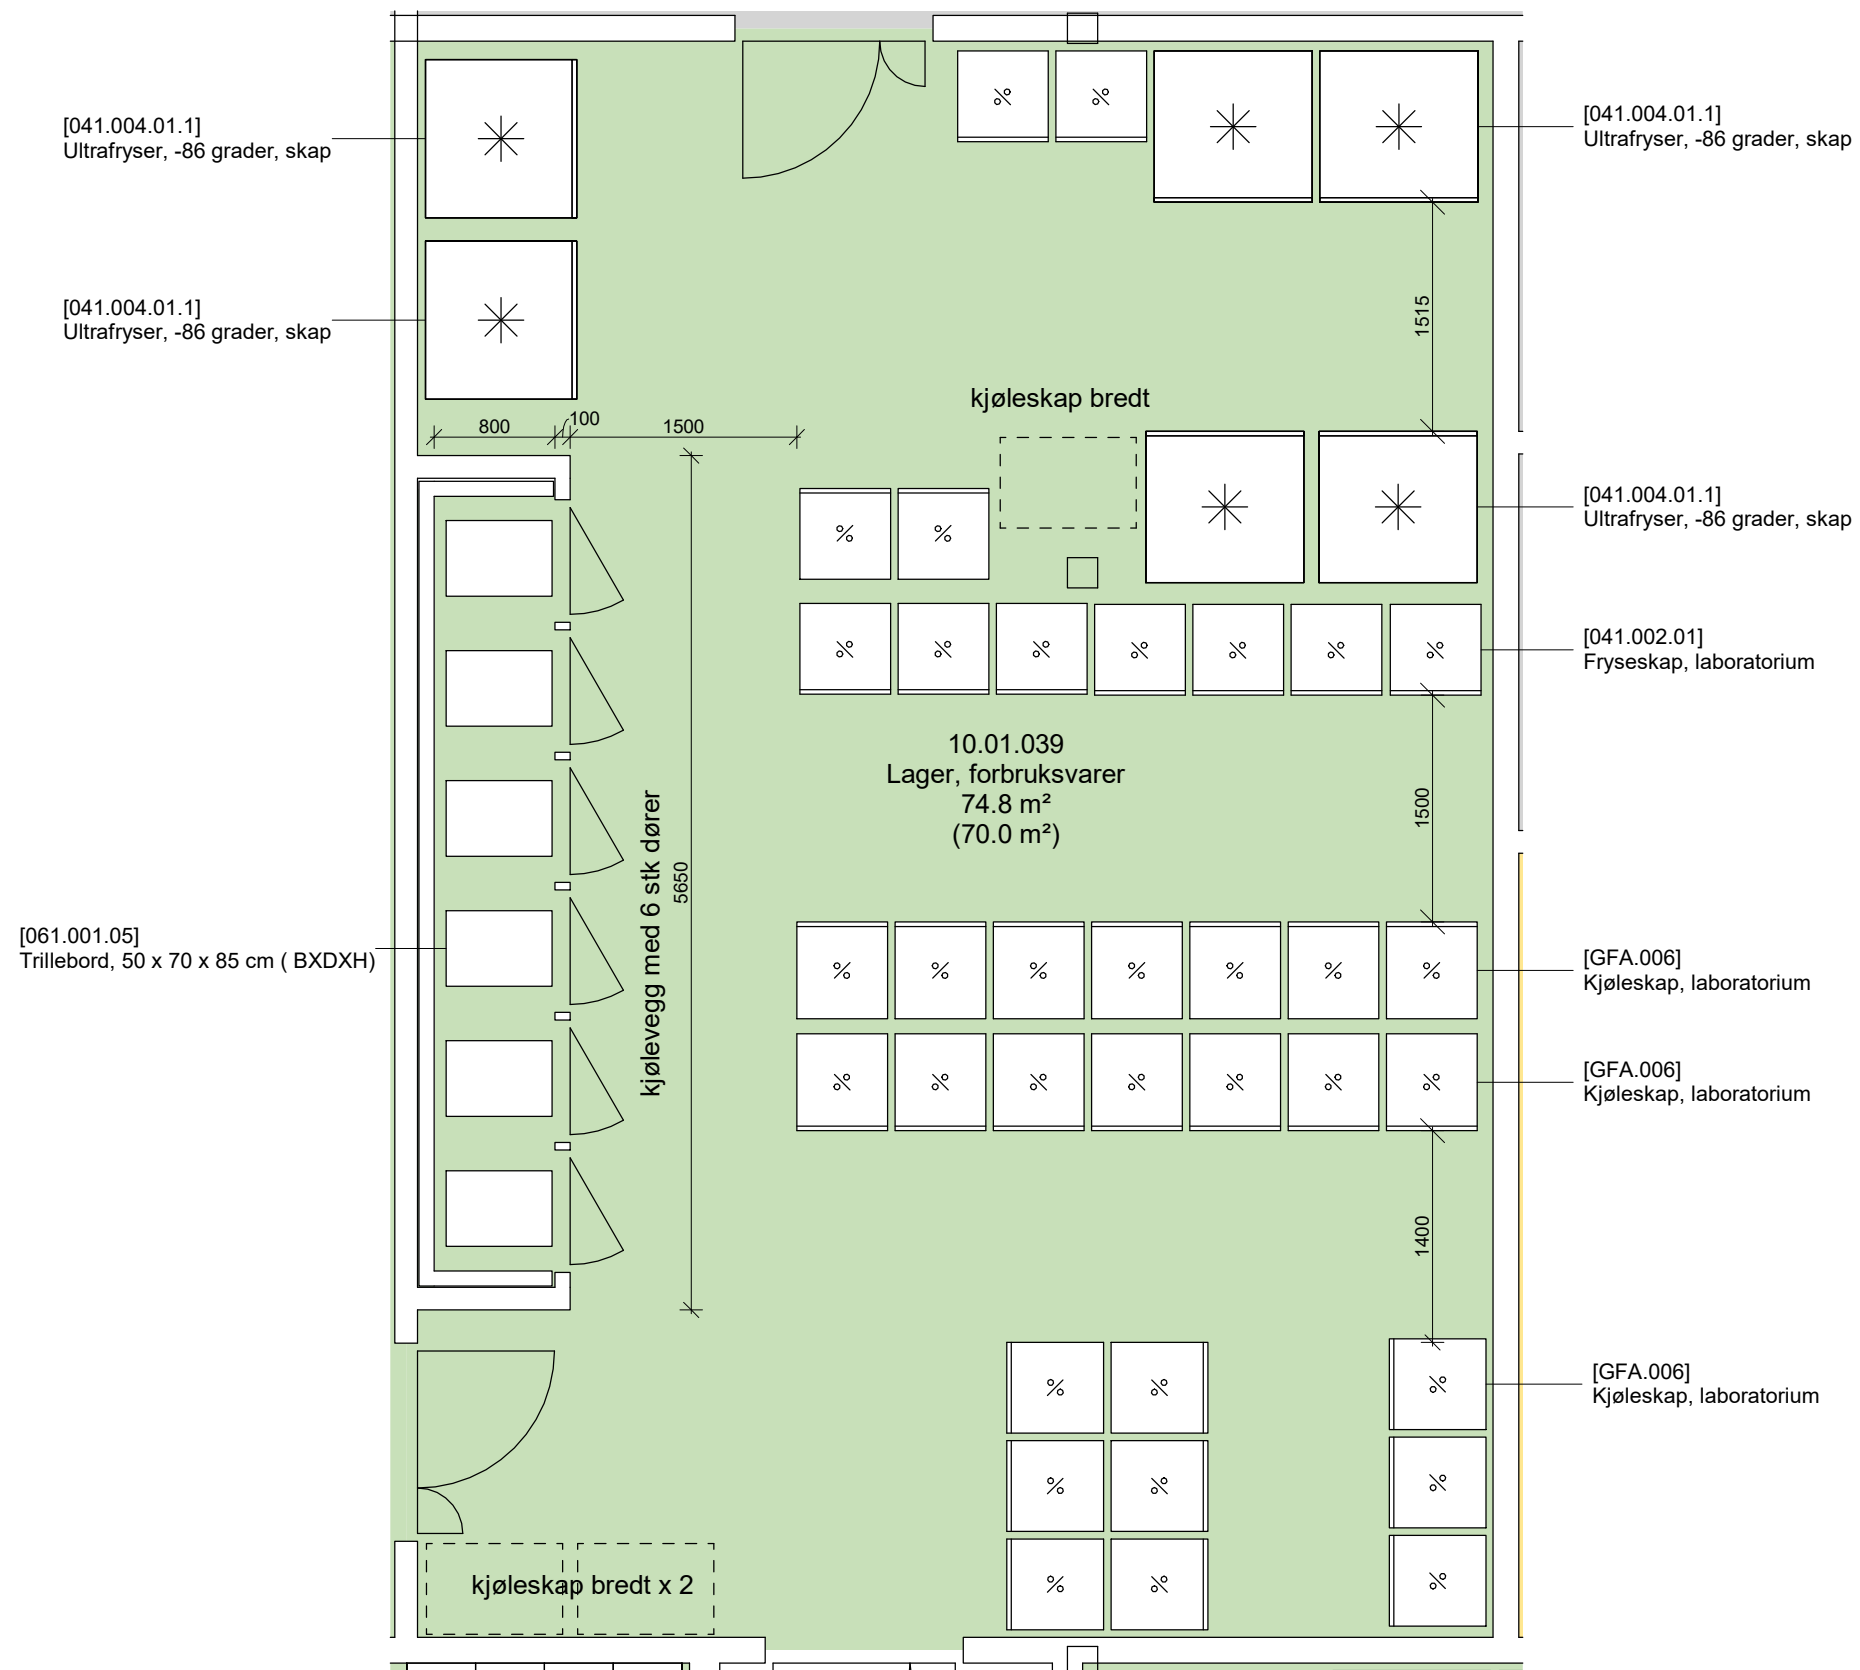 [041.004.01.1]
Ultrafryser, -86 grader, skap
[041.004.01.1]
Ultrafryser, -86 grader, skap
[041.004.01.1]
Ultrafryser, -86 grader, skap
1515
kjøleskap bredt
800
100
1500
[041.004.01.1]
Ultrafryser, -86 grader, skap
[041.002.01]
Fryseskap, laboratorium
10.01.039
Lager, forbruksvarer
74.8 m²
(70.0 m²)
1500
kjølevegg med 6 stk dører
5650
[061.001.05]
Trillebord, 50 x 70 x 85 cm ( BXDXH)
[GFA.006]
Kjøleskap, laboratorium
[GFA.006]
Kjøleskap, laboratorium
1400
[GFA.006]
Kjøleskap, laboratorium
kjøleskap bredt x 2